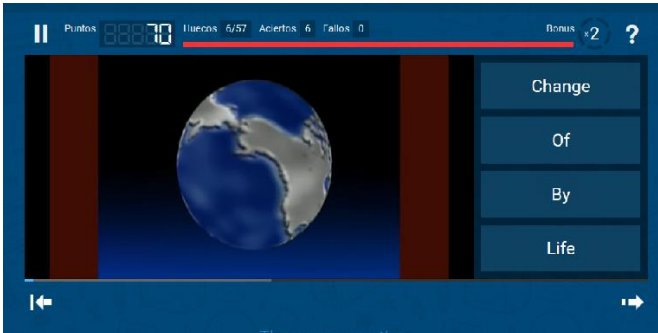 Puntos 70 Huecos 6/57 Aciertos 6 Fallos 0 Bonus x2 ?
Change
Of
By
Life